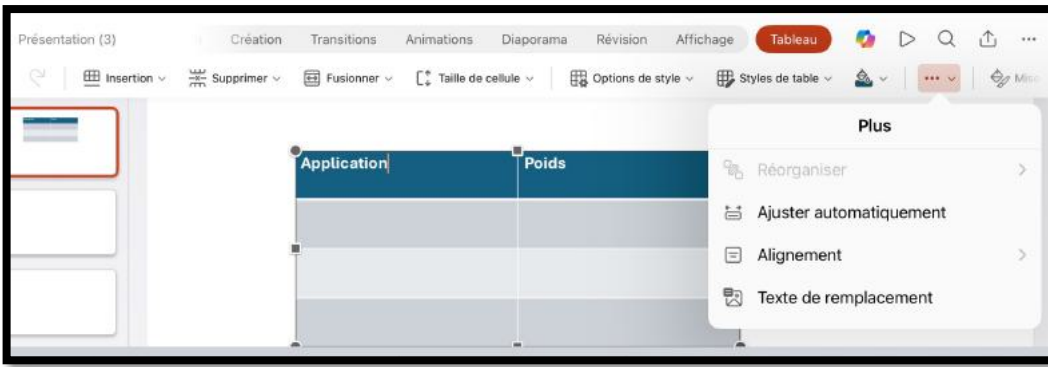 Présentation (3) Création Transitions Animations Diaporama Révision Affichage Tableau
Insertion Supprimer Fusionner Taille de cellule Options de style Styles de table
Plus
Réorganiser
Ajuster automatiquement
Alignement
Texte de remplacement
Application Poids